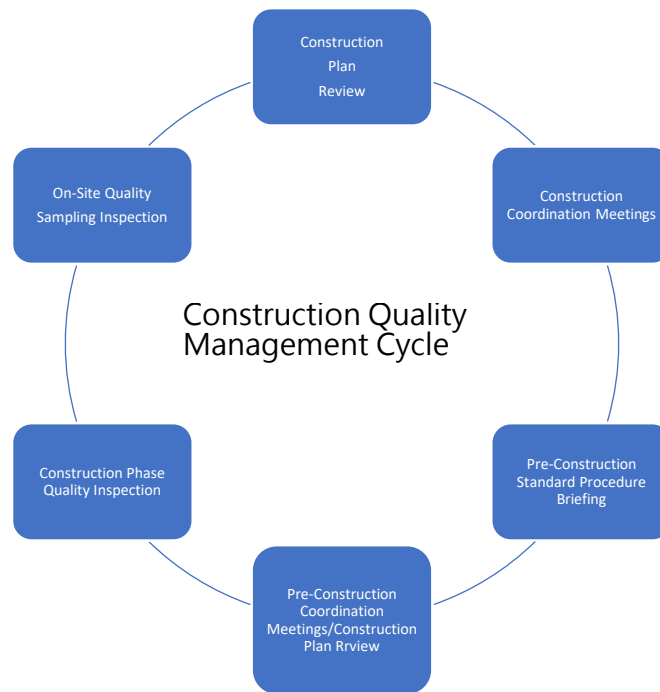 Construction
Plan
Review
On-Site Quality
Sampling Inspection
Construction
Coordination Meetings
Construction Quality
Management Cycle
Construction Phase
Quality Inspection
Pre-Construction
Standard Procedure
Briefing
Pre-Construction
Coordination
Meetings/Construction
Plan Rrview